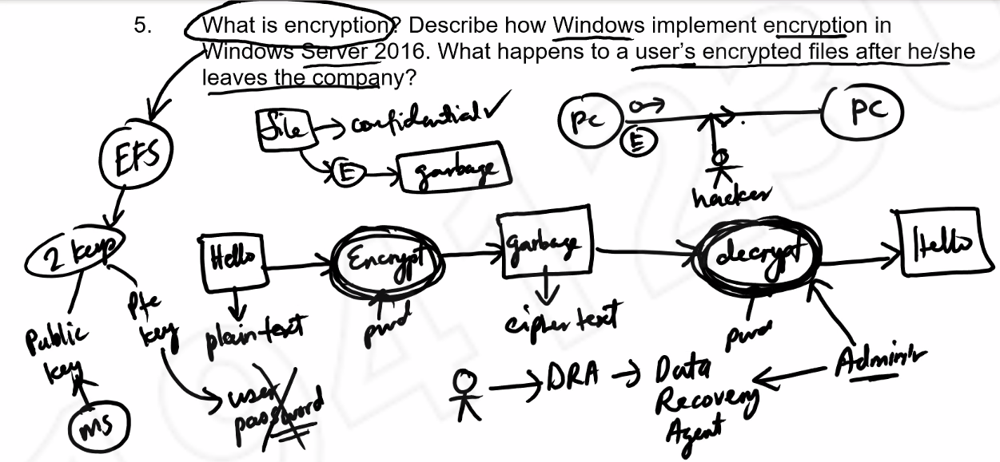 5. What is encryption? Describe how Windows implement encryption in
Windows Server 2016. What happens to a user's encrypted files after he/she
leaves the company?
file → confidential ✓
PC
E
PC
EFS
E
garbage
hacker
2 keys
Hello
Encrypt
garbage
decrypt
Hello
Pte
key
Public
key
plain text
pwd
cipher text
pwd
DRA → Data
Recovery
Agent
user
password
MS